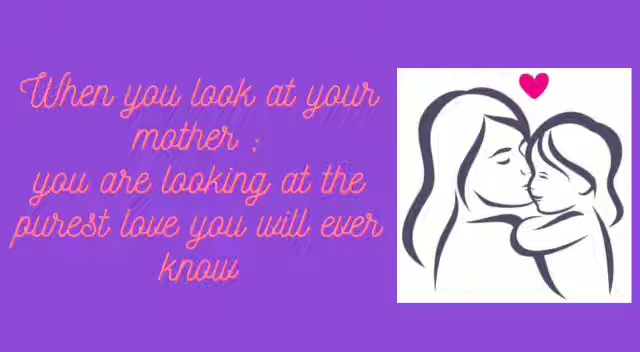 When you look at your
mother :
you are looking at the
purest love you will ever
know